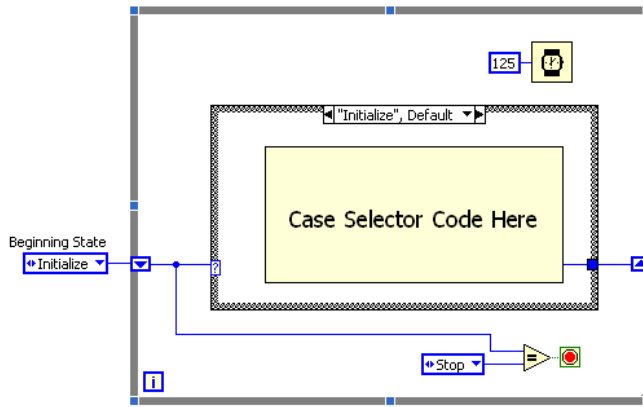 125
"Initialize", Default
Case Selector Code Here
Beginning State
Initialize
?
Stop
=
i